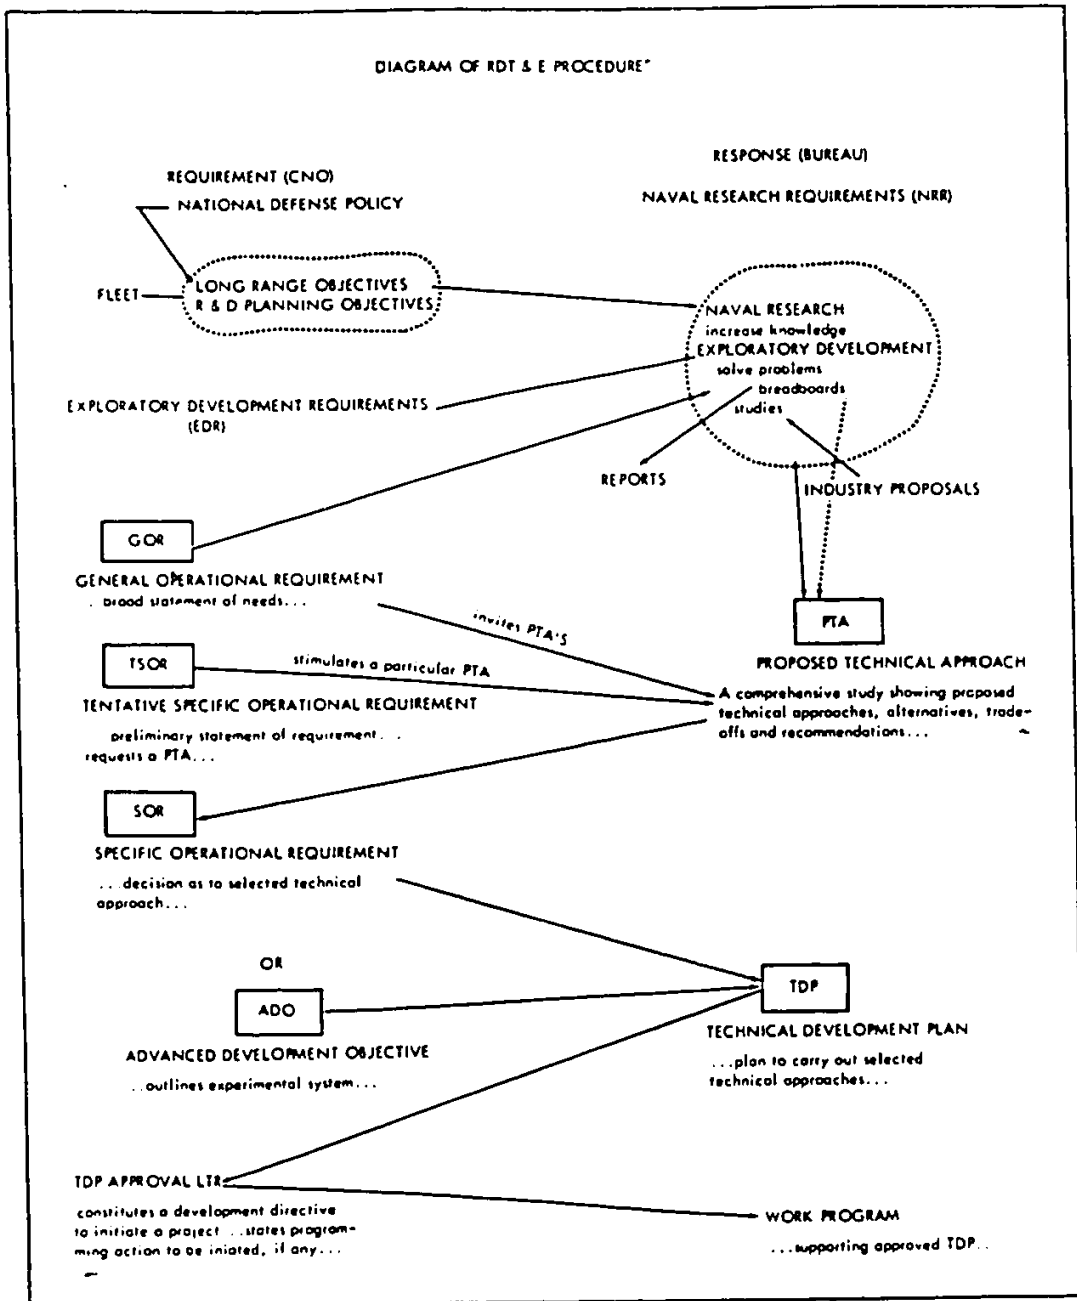 DIAGRAM OF RDT & E PROCEDURE*
REQUIREMENT (CNO)
NATIONAL DEFENSE POLICY
RESPONSE (BUREAU)
NAVAL RESEARCH REQUIREMENTS (NRR)
FLEET
LONG RANGE OBJECTIVES
R & D PLANNING OBJECTIVES
NAVAL RESEARCH
increase knowledge
EXPLORATORY DEVELOPMENT
solve problems
breadboards
studies
EXPLORATORY DEVELOPMENT REQUIREMENTS
(EDR)
REPORTS
INDUSTRY PROPOSALS
GOR
GENERAL OPERATIONAL REQUIREMENT
. broad statement of needs...
invites PTA'S
PTA
PROPOSED TECHNICAL APPROACH
A comprehensive study showing proposed
technical approaches, alternatives, trade-
offs and recommendations...
TSOR
stimulates a particular PTA
TENTATIVE SPECIFIC OPERATIONAL REQUIREMENT
preliminary statement of requirement...
requests a PTA...
SOR
SPECIFIC OPERATIONAL REQUIREMENT
...decision as to selected technical
approach...
OR
ADO
ADVANCED DEVELOPMENT OBJECTIVE
...outlines experimental system...
TDP
TECHNICAL DEVELOPMENT PLAN
...plan to carry out selected
technical approaches...
TDP APPROVAL LTR
constitutes a development directive
to initiate a project ...states program-
ming action to be iniated, if any...
WORK PROGRAM
...supporting approved TDP..